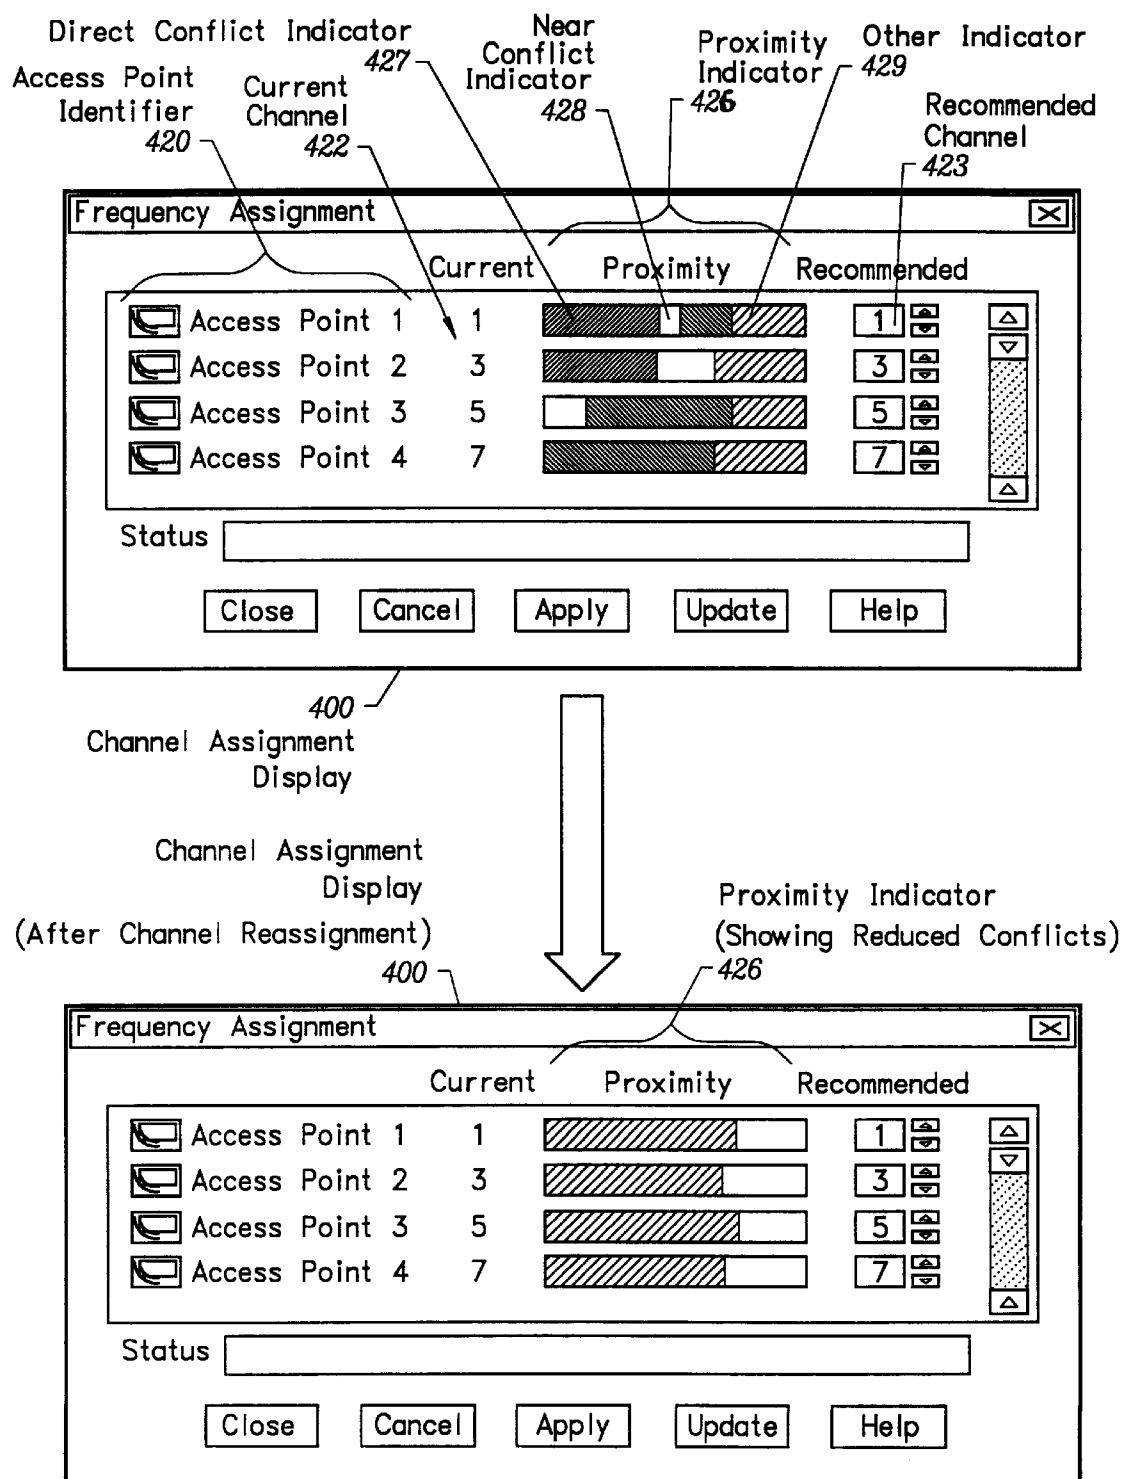 Direct Conflict Indicator
427
Near
Conflict
Indicator
428
Proximity
Indicator
426
Other Indicator
429
Access Point
Identifier
420
Current
Channel
422
Recommended
Channel
423
Frequency Assignment
Current Proximity Recommended
Access Point 1 1 1
Access Point 2 3 3
Access Point 3 5 5
Access Point 4 7 7
Status
Close Cancel Apply Update Help
400
Channel Assignment
Display
Channel Assignment
Display
(After Channel Reassignment)
400
Proximity Indicator
(Showing Reduced Conflicts)
426
Frequency Assignment
Current Proximity Recommended
Access Point 1 1 1
Access Point 2 3 3
Access Point 3 5 5
Access Point 4 7 7
Status
Close Cancel Apply Update Help